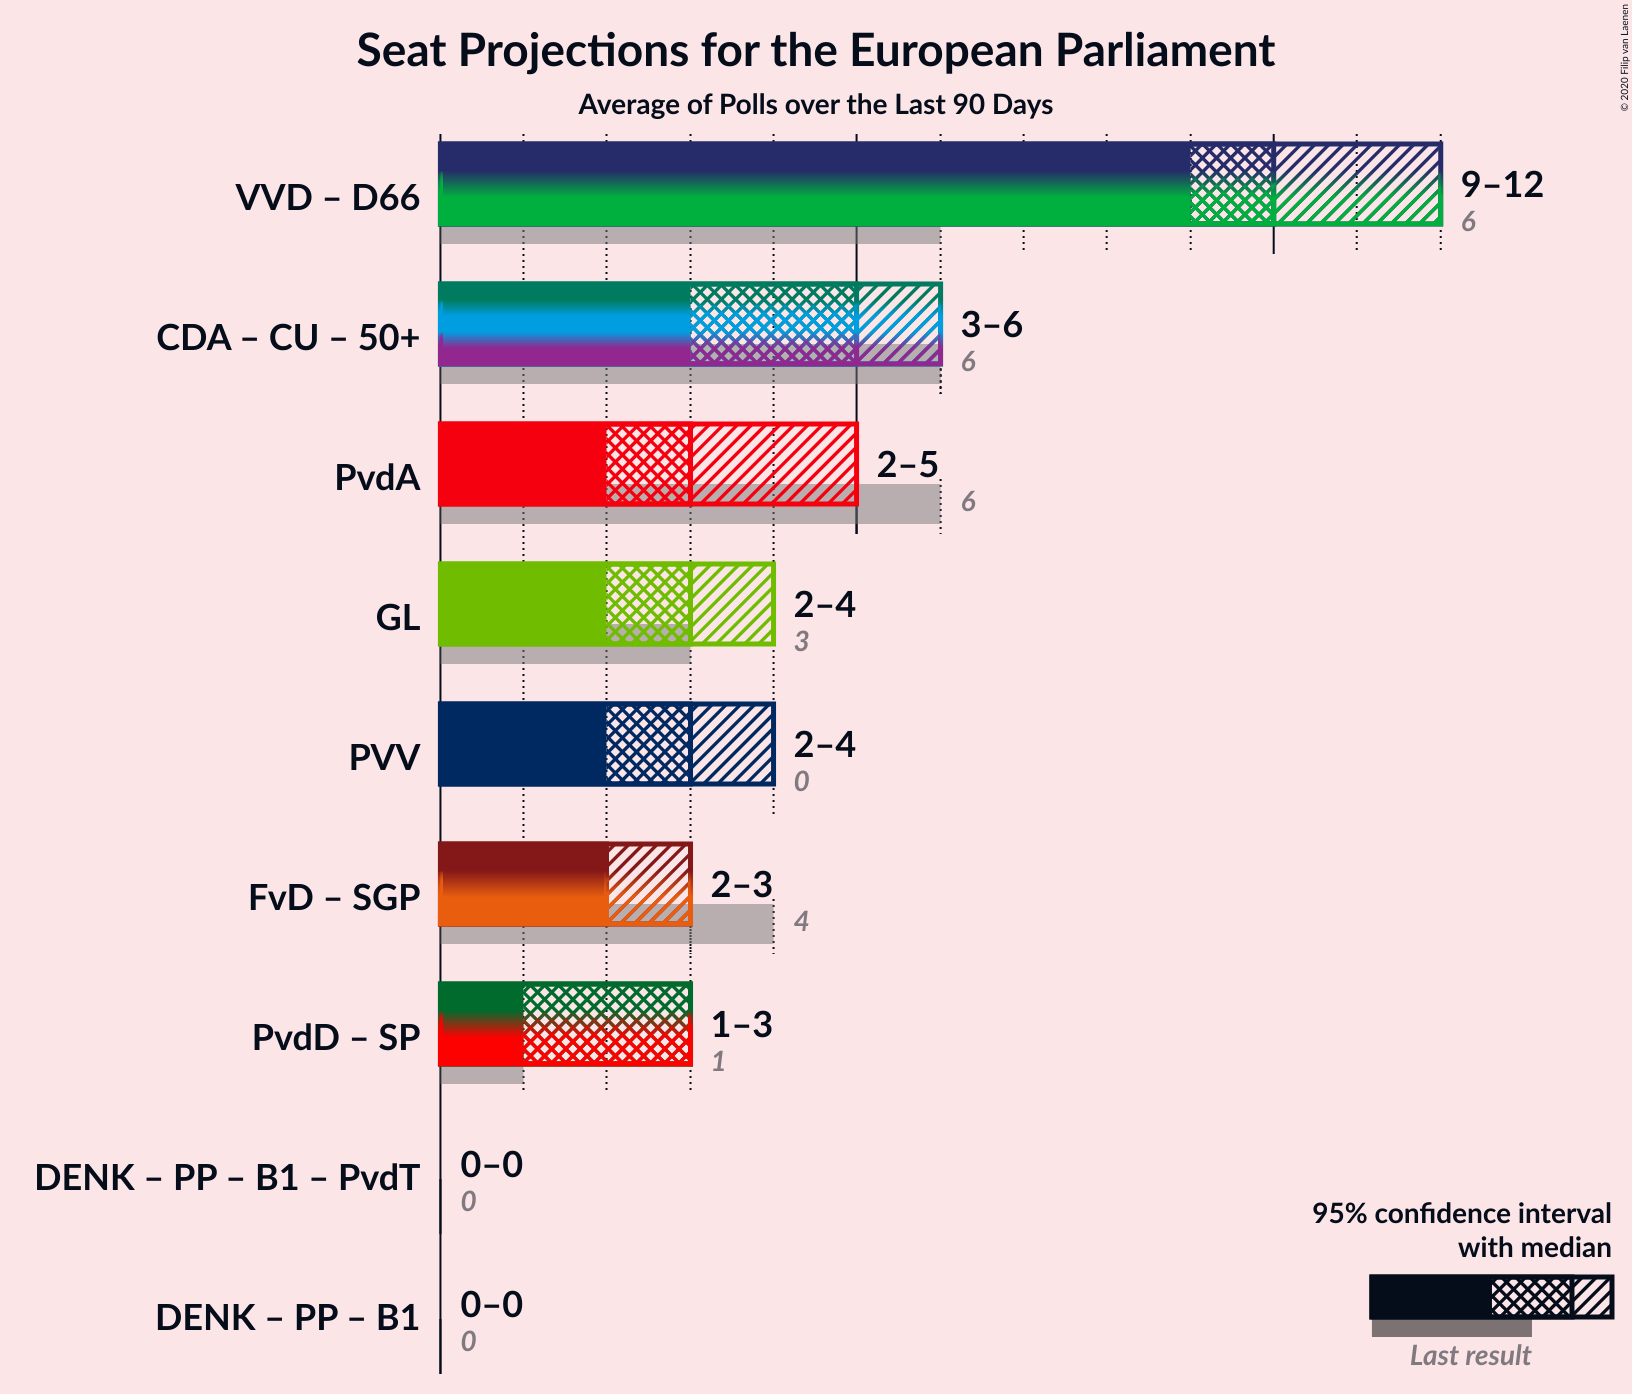 Seat Projections for the European Parliament
Average of Polls over the Last 90 Days
© 2020 Filip van Laenen
VVD – D66
9–12
6
CDA – CU – 50+
3–6
6
PvdA
2–5
6
GL
2–4
3
PVV
2–4
0
FvD – SGP
2–3
4
PvdD – SP
1–3
1
DENK – PP – B1 – PvdT
0–0
0
DENK – PP – B1
0–0
0
95% confidence interval
with median
Last result